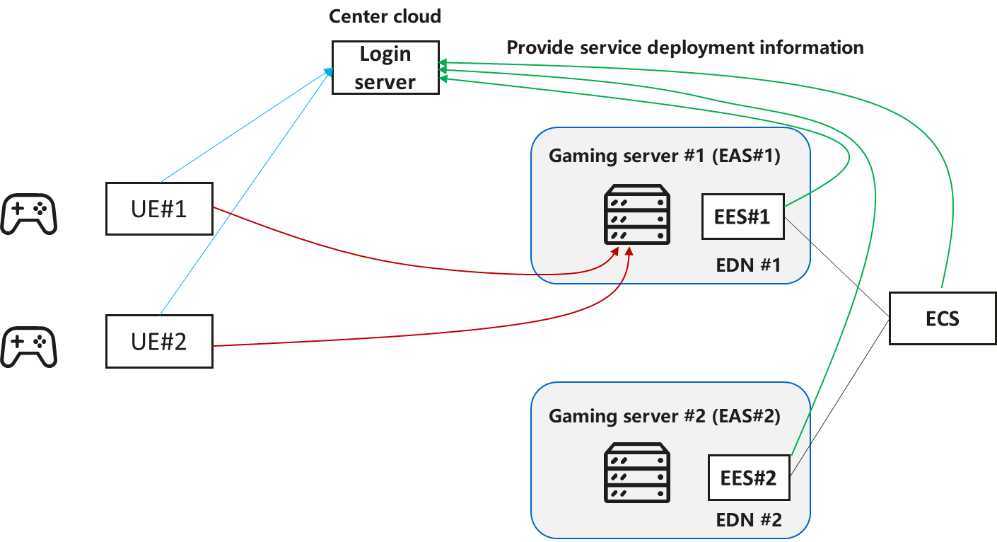 Center cloud
Login
server
Provide service deployment information
Gaming server #1 (EAS#1)
UE#1
EES#1
EDN #1
ECS
UE#2
Gaming server #2 (EAS#2)
EES#2
EDN #2